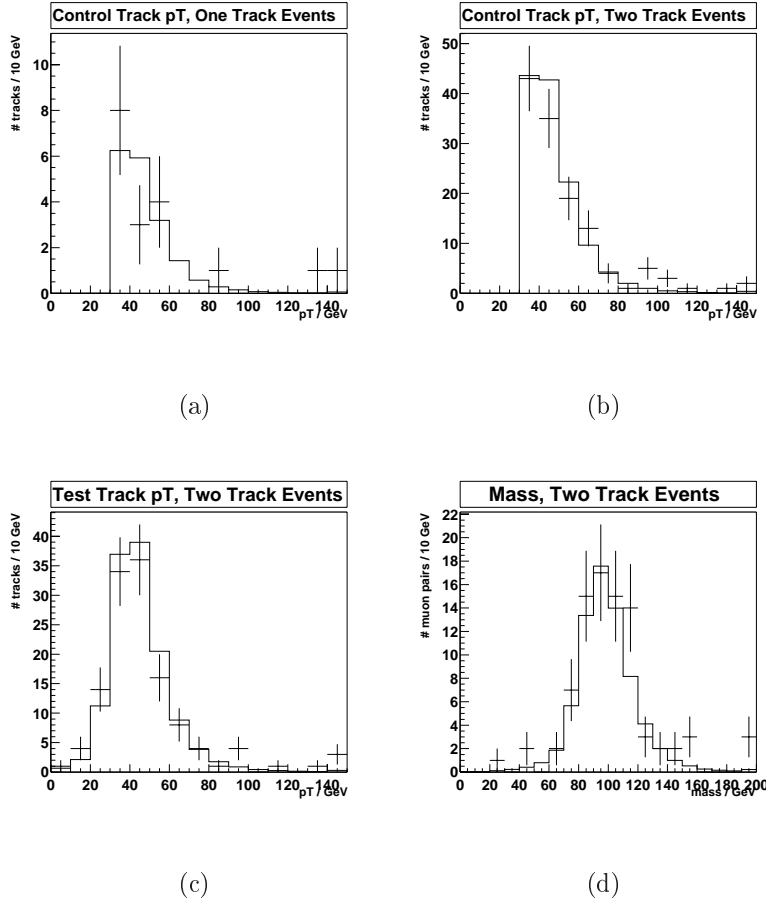 Control Track pT, One Track Events
# tracks / 10 GeV
10
8
6
4
2
0
0 20 40 60 80 100 120 140
pT / GeV
(a)
Control Track pT, Two Track Events
# tracks / 10 GeV
50
40
30
20
10
0
0 20 40 60 80 100 120 140
pT / GeV
(b)
Test Track pT, Two Track Events
# tracks / 10 GeV
40
35
30
25
20
15
10
5
0
0 20 40 60 80 100 120 140
pT / GeV
(c)
Mass, Two Track Events
# muon pairs / 10 GeV
22
20
18
16
14
12
10
8
6
4
2
0
0 20 40 60 80 100 120 140 160 180 200
mass / GeV
(d)